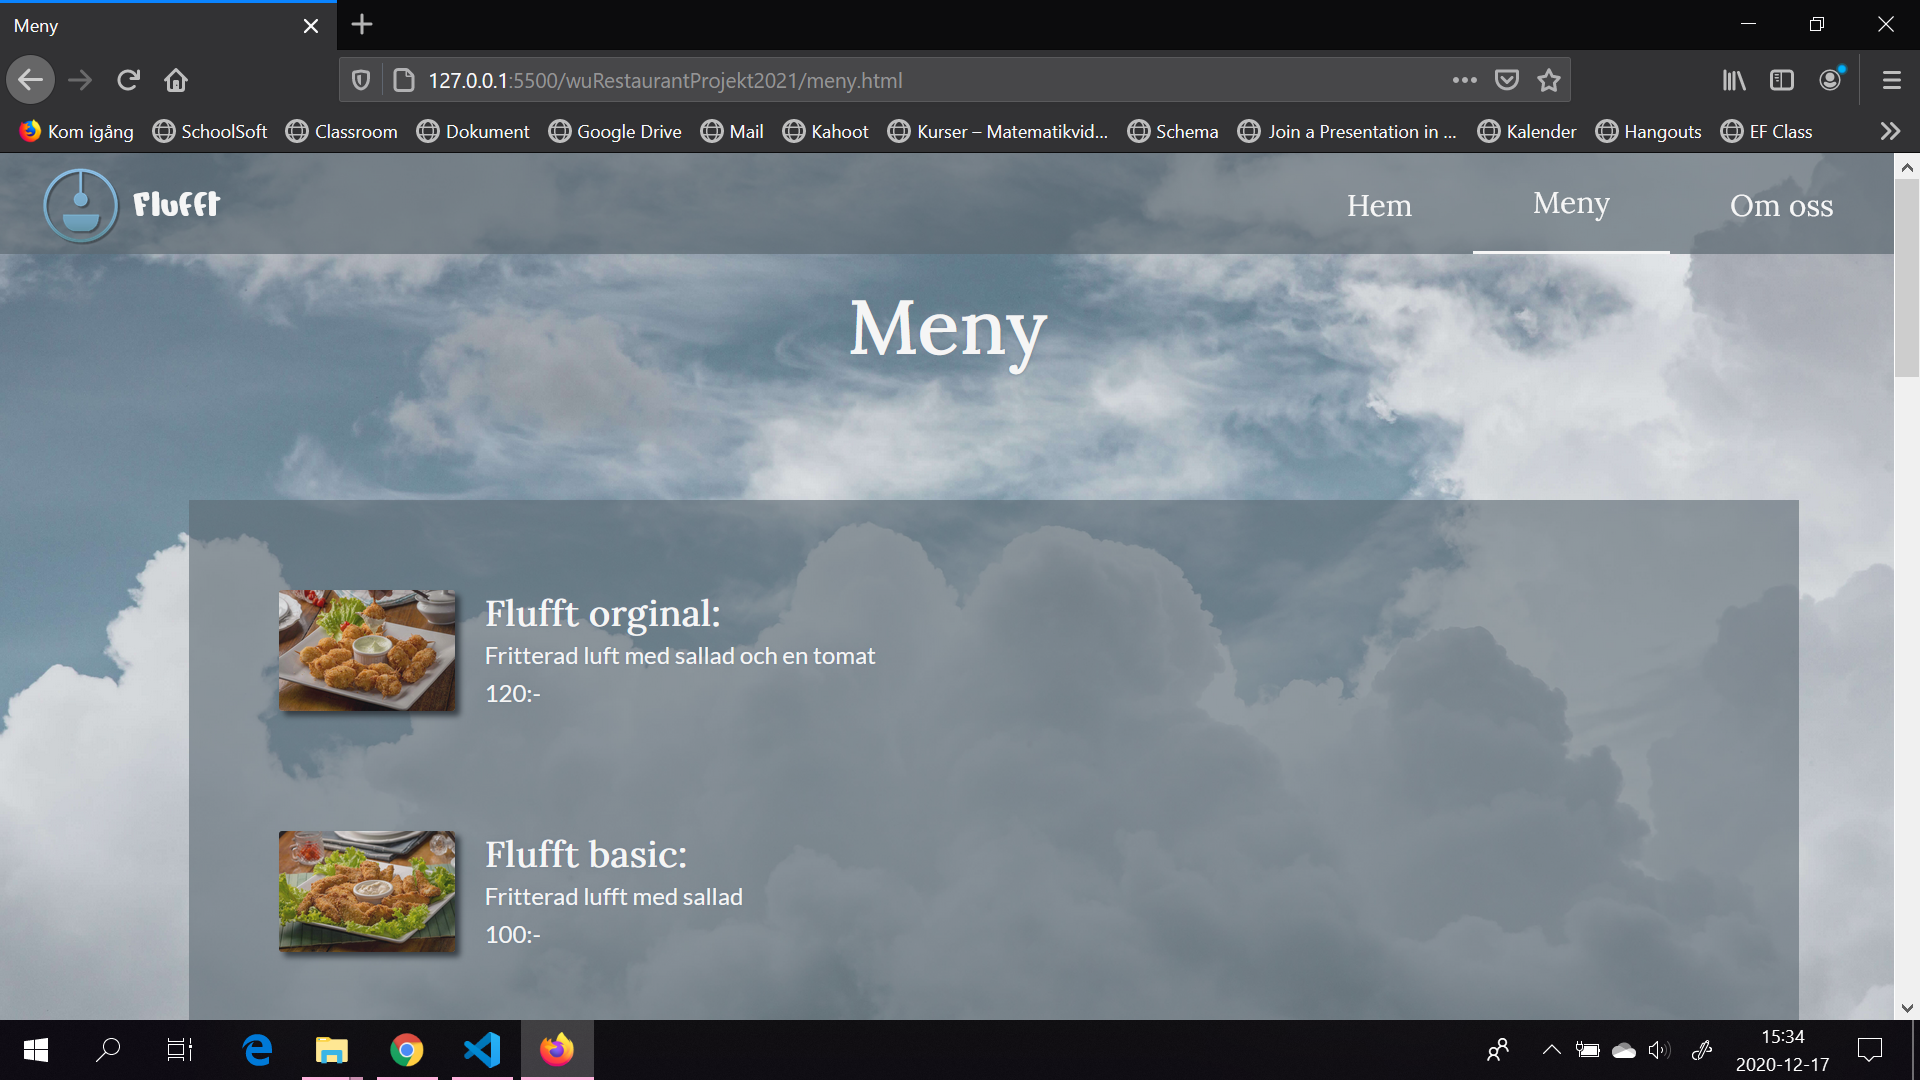 Meny
127.0.0.1:5500/wuRestaurantProjekt2021/meny.html
Kom igång SchoolSoft Classroom Dokument Google Drive Mail Kahoot Kurser – Matematikvid... Schema Join a Presentation in ... Kalender Hangouts EF Class
Flufft Hem Meny Om oss
Meny
Flufft orginal:
Fritterad luft med sallad och en tomat
120:-
Flufft basic:
Fritterad lufft med sallad
100:-
15:34
2020-12-17